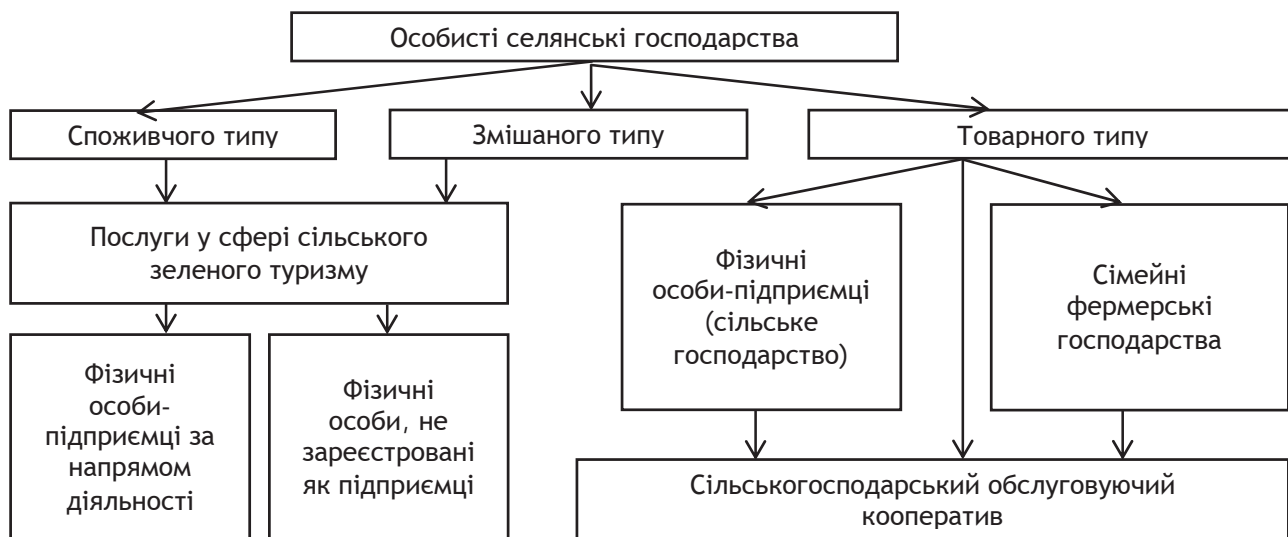 Особисті селянські господарства
Споживчого типу
Змішаного типу
Товарного типу
Послуги у сфері сільського
зеленого туризму
Фізичні
особи-підприємці
(сільське
господарство)
Сімейні
фермерські
господарства
Фізичні
особи-
підприємці за
напрямом
діяльності
Фізичні
особи, не
зареєстровані
як підприємці
Сільськогосподарський обслуговуючий
кооператив